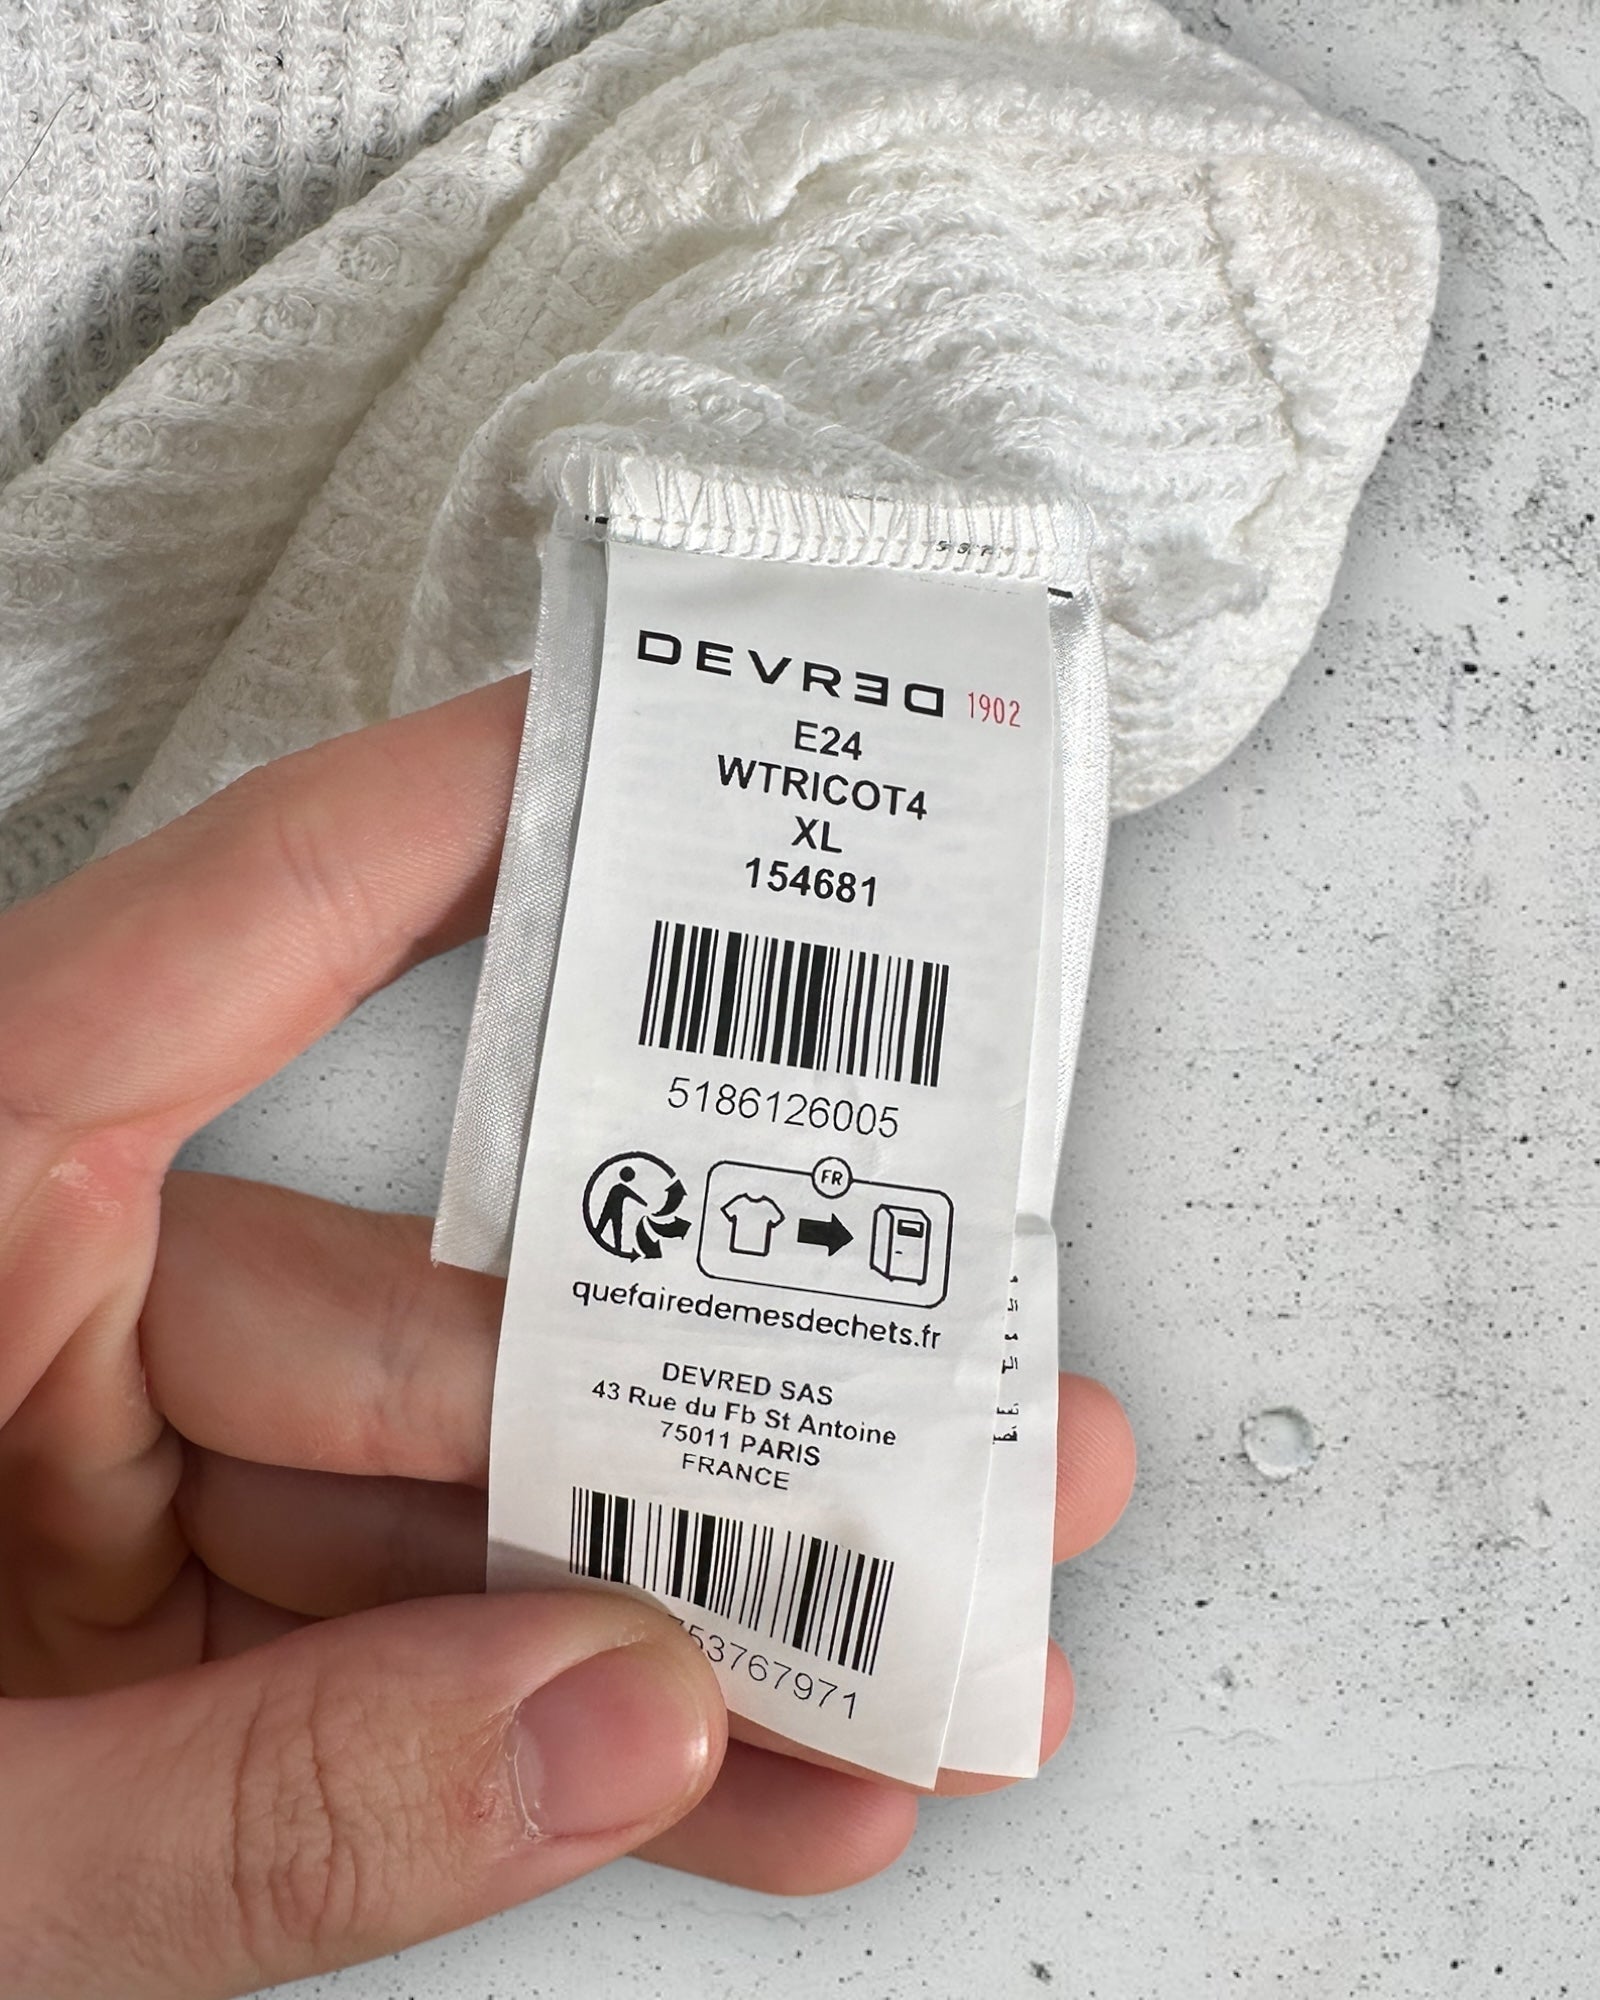 DEVRED 1902
E24
WTRICOT4
XL
154681
5186126005
FR
quefairedemesdechets.fr
DEVRED SAS
43 Rue du Fb St Antoine
75011 PARIS
FRANCE
753767971